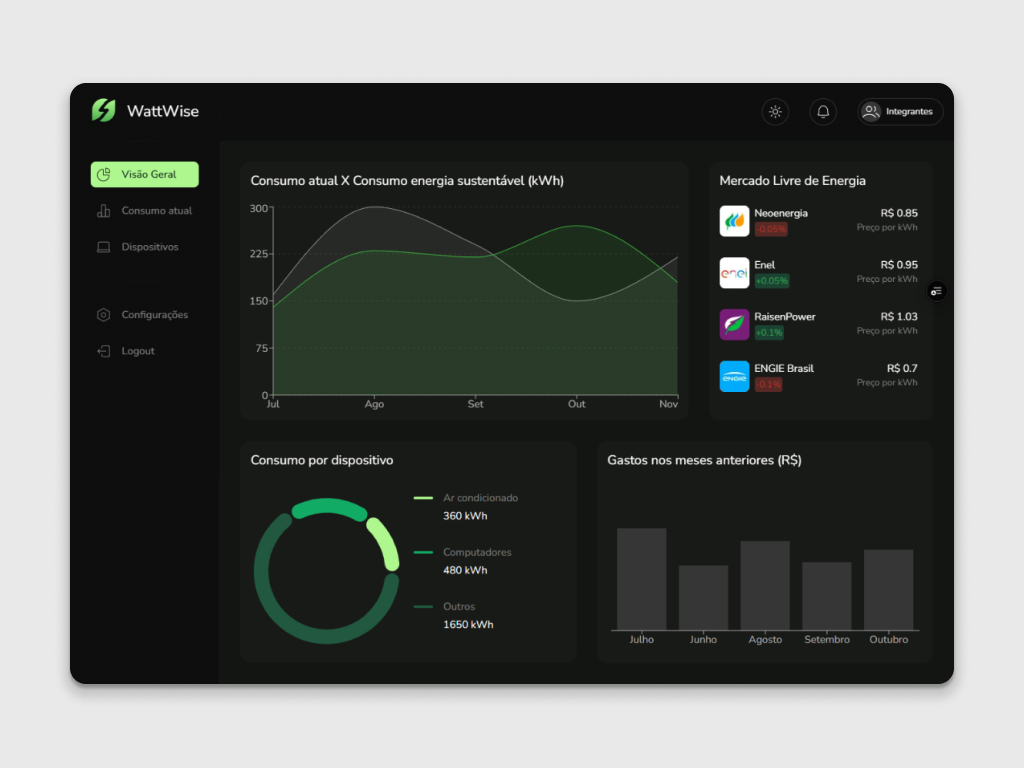 WattWise
Integrantes
Visão Geral
Consumo atual
Dispositivos
Configurações
Logout
Consumo atual X Consumo energia sustentável (kWh)
300
225
150
75
0
Jul Ago Set Out Nov
Mercado Livre de Energia
Neoenergia R$ 0.85
-0.05% Preço por kWh
enel
Enel R$ 0.95
+0.05% Preço por kWh
RaisenPower R$ 1.03
+0.1% Preço por kWh
ENGIE
ENGIE Brasil R$ 0.7
-0.1% Preço por kWh
Consumo por dispositivo
Ar condicionado
360 kWh
Computadores
480 kWh
Outros
1650 kWh
Gastos nos meses anteriores (R$)
Julho Junho Agosto Setembro Outubro